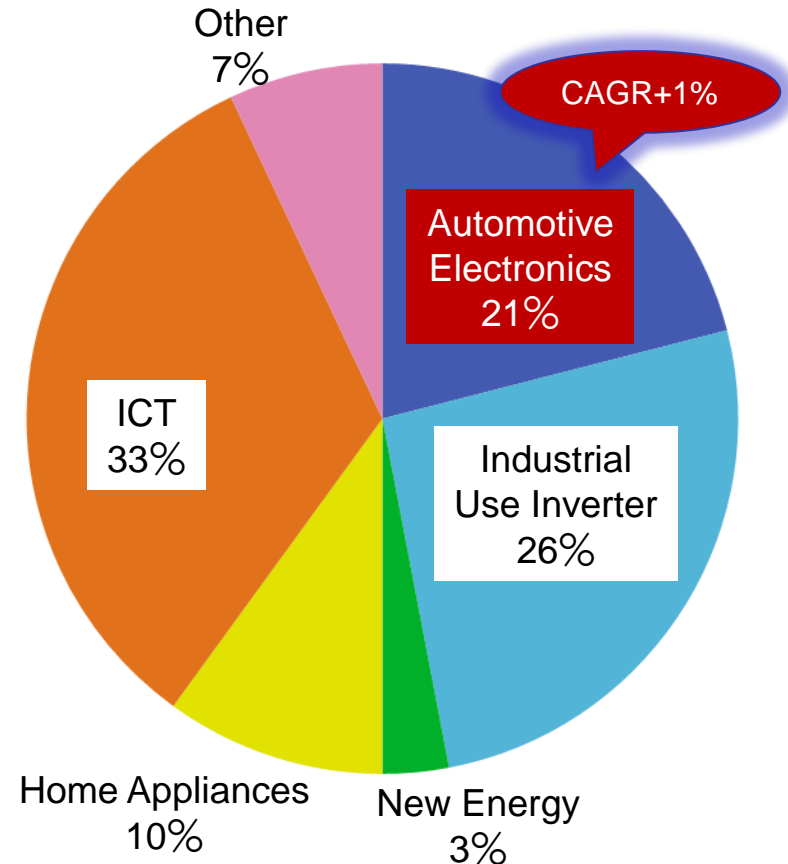 Other
7%
CAGR+1%
Automotive
Electronics
21%
ICT
33%
Industrial
Use Inverter
26%
Home Appliances
10%
New Energy
3%